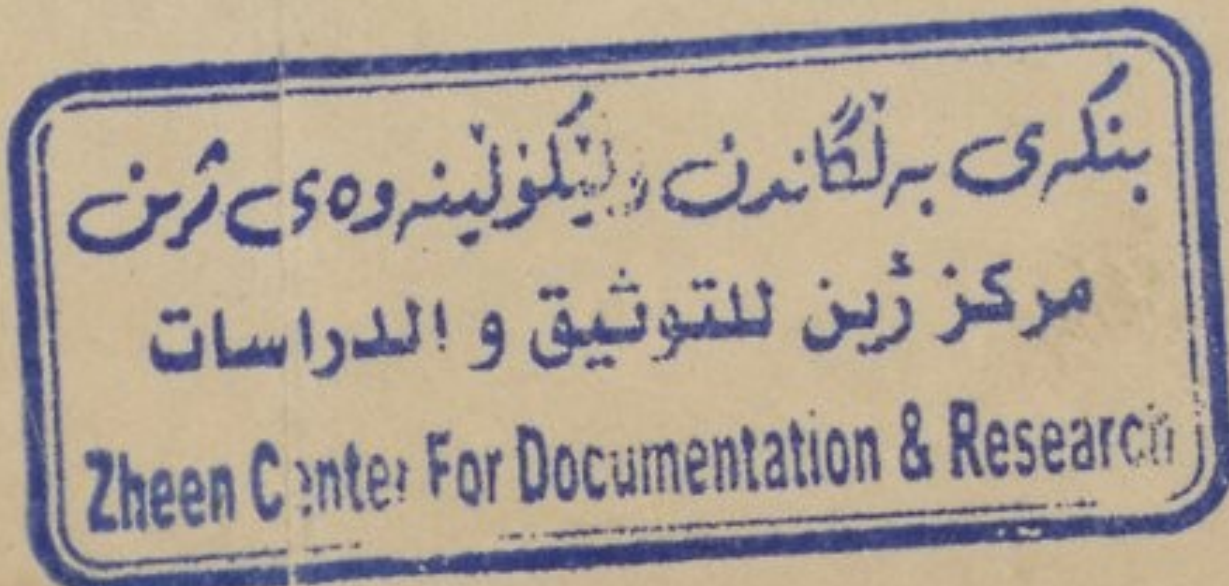 بنکەی بەڵگاندن و لێکۆڵینەوەی ژین
مركز ژين للتوثيق و الدراسات
Zheen Center For Documentation & Research